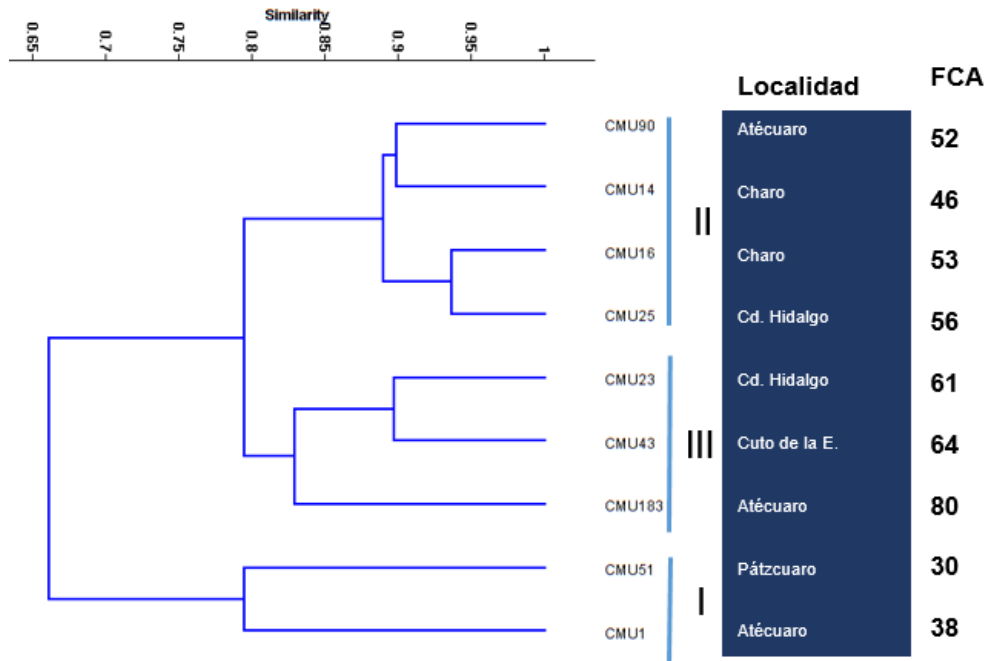 Similarity
0.65 0.7 0.75 0.8 0.85 0.9 0.95 1
Localidad FCA
CMU90 Atécuaro 52
CMU14 Charo 46
II
CMU16 Charo 53
CMU25 Cd. Hidalgo 56
CMU23 Cd. Hidalgo 61
CMU43 III Cuto de la E. 64
CMU183 Atécuaro 80
CMU51 Pátzcuaro 30
I
CMU1 Atécuaro 38